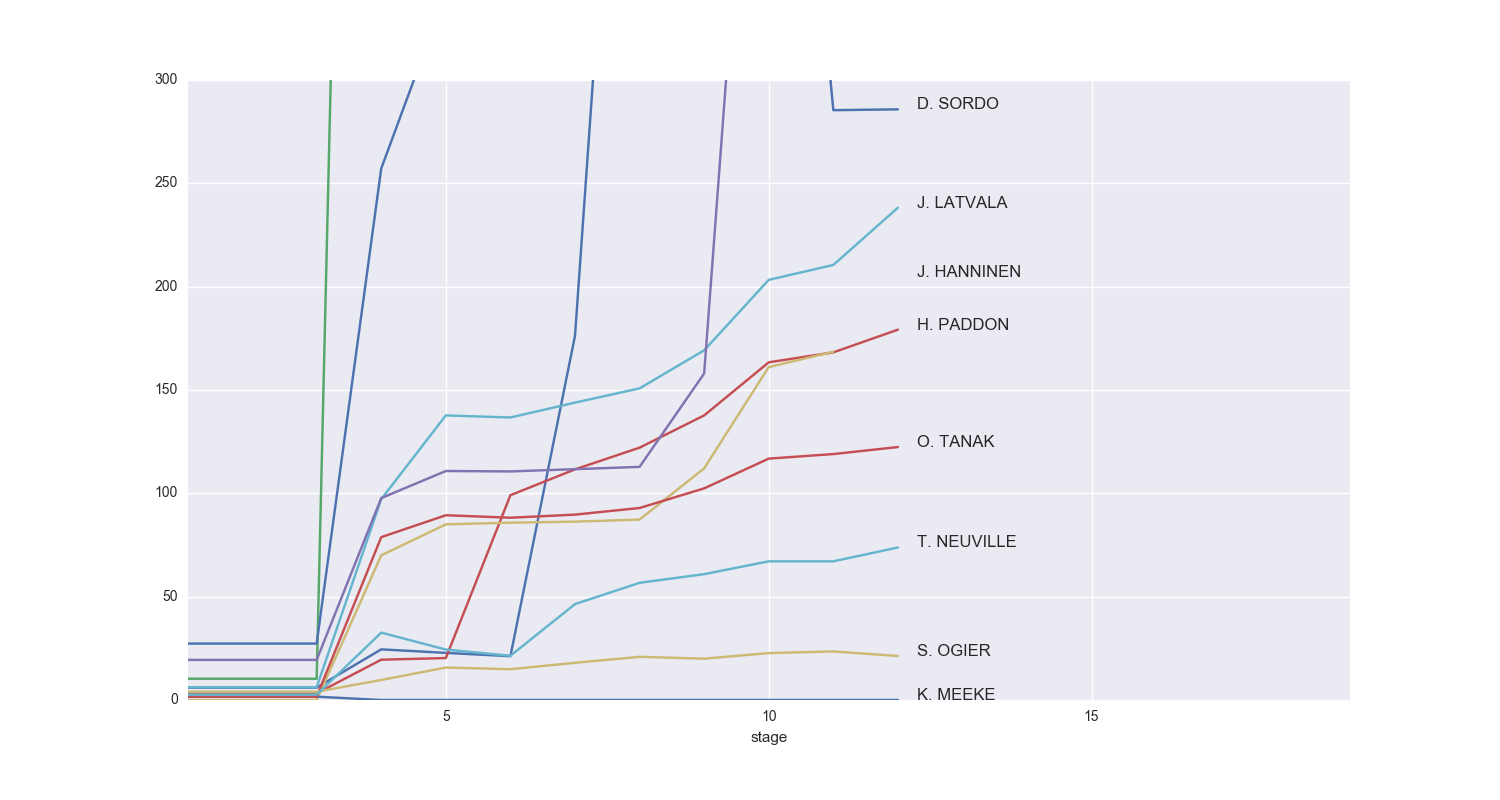 300
250
200
150
100
50
0
D. SORDO
J. LATVALA
J. HANNINEN
H. PADDON
O. TANAK
T. NEUVILLE
S. OGIER
K. MEEKE
5
10
15
stage